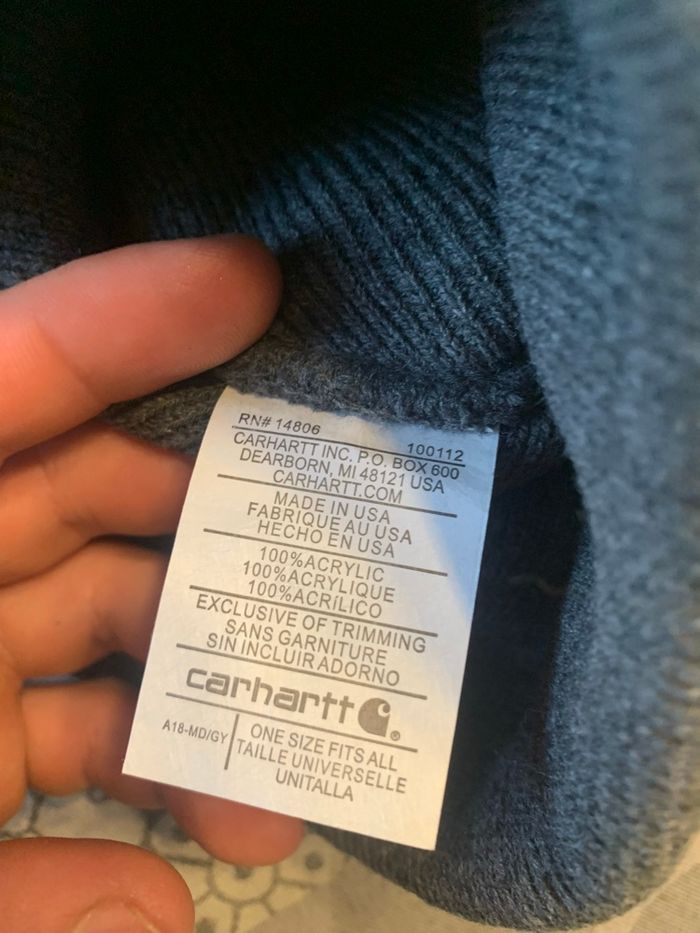 RN# 14806 100112
CARHARTT INC. P.O. BOX 600
DEARBORN, MI 48121 USA
CARHARTT.COM
MADE IN USA
FABRIQUE AU USA
HECHO EN USA
100%ACRYLIC
100%ACRYLIQUE
100%ACRÍLICO
EXCLUSIVE OF TRIMMING
SANS GARNITURE
SIN INCLUIR ADORNO
carhartt ®
A18-MD/GY
ONE SIZE FITS ALL
TAILLE UNIVERSELLE
UNITALLA